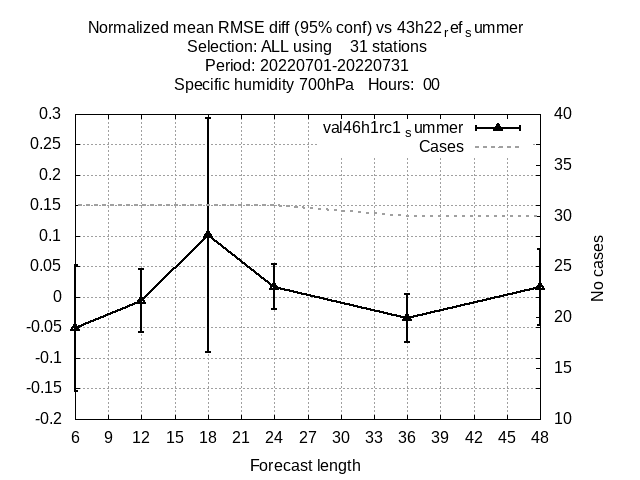 Normalized mean RMSE diff (95% conf) vs 43h22refsummer
Selection: ALL using    31 stations
Period: 20220701-20220731
Specific humidity 700hPa   Hours:  00
val46h1rc1summer
Cases
0.3
0.25
0.2
0.15
0.1
0.05
0
-0.05
-0.1
-0.15
-0.2
40
35
30
25
20
15
10
No cases
6 9 12 15 18 21 24 27 30 33 36 39 42 45 48
Forecast length